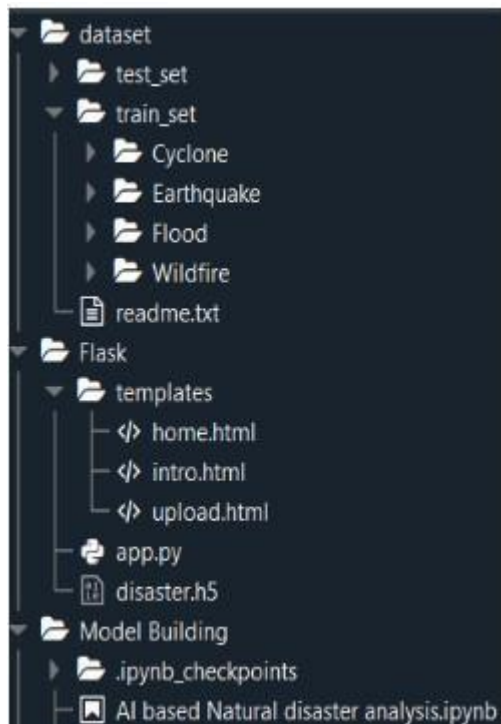 dataset
test_set
train_set
Cyclone
Earthquake
Flood
Wildfire
readme.txt
Flask
templates
home.html
intro.html
upload.html
app.py
disaster.h5
Model Building
.ipynb_checkpoints
AI based Natural disaster analysis.ipynb